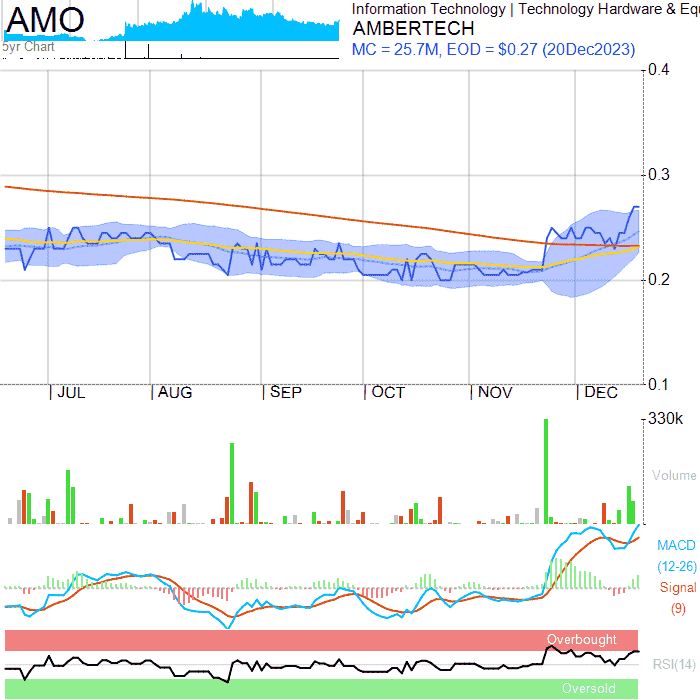 AMO
5yr Chart
Information Technology | Technology Hardware & Equ
AMBERTECH
MC = 25.7M, EOD = $0.27 (20Dec2023)
0.4
0.3
0.2
0.1
JUL AUG SEP OCT NOV DEC
330k
Volume
MACD
(12-26)
Signal
(9)
Overbought
RSI(14)
Oversold